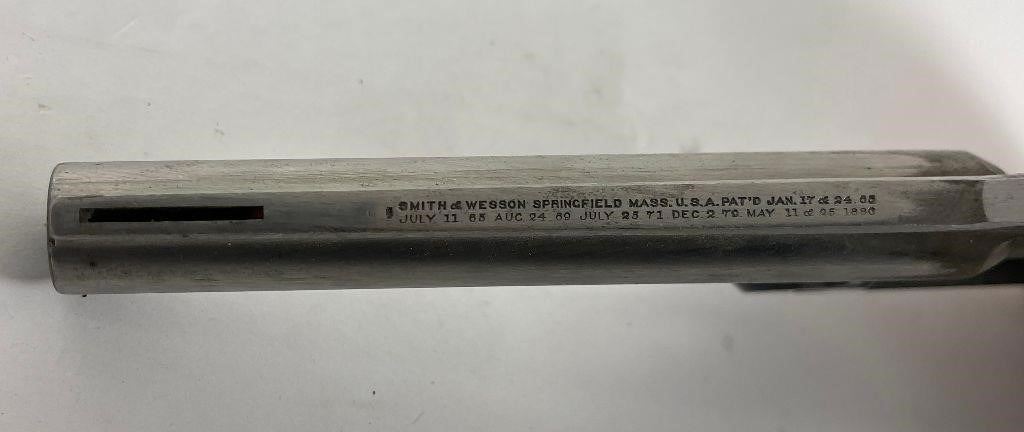 SMITH & WESSON SPRINGFIELD MASS. U.S.A. PAT'D JAN. 17 & 24. 65
JULY 11 65 AUG. 24. 69 JULY 25 71. DEC. 2 79. MAY 11 & 25 1880